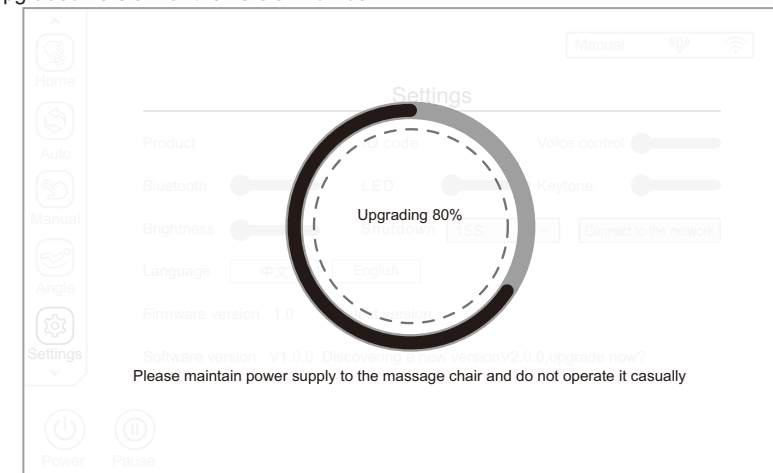 Manual
Home
Settings
Auto
Product
ID code
Voice control
Bluetooth
LED
Keytone
Manual
Upgrading 80%
Brightness
Shutdown
15S
Connect to the network
Language
中文
English
Angle
Firmware version 1.0
version
Settings
Software version V1.0.0 Discovering a new versionV2.0.0,upgrade now?
Please maintain power supply to the massage chair and do not operate it casually
Power
Pause